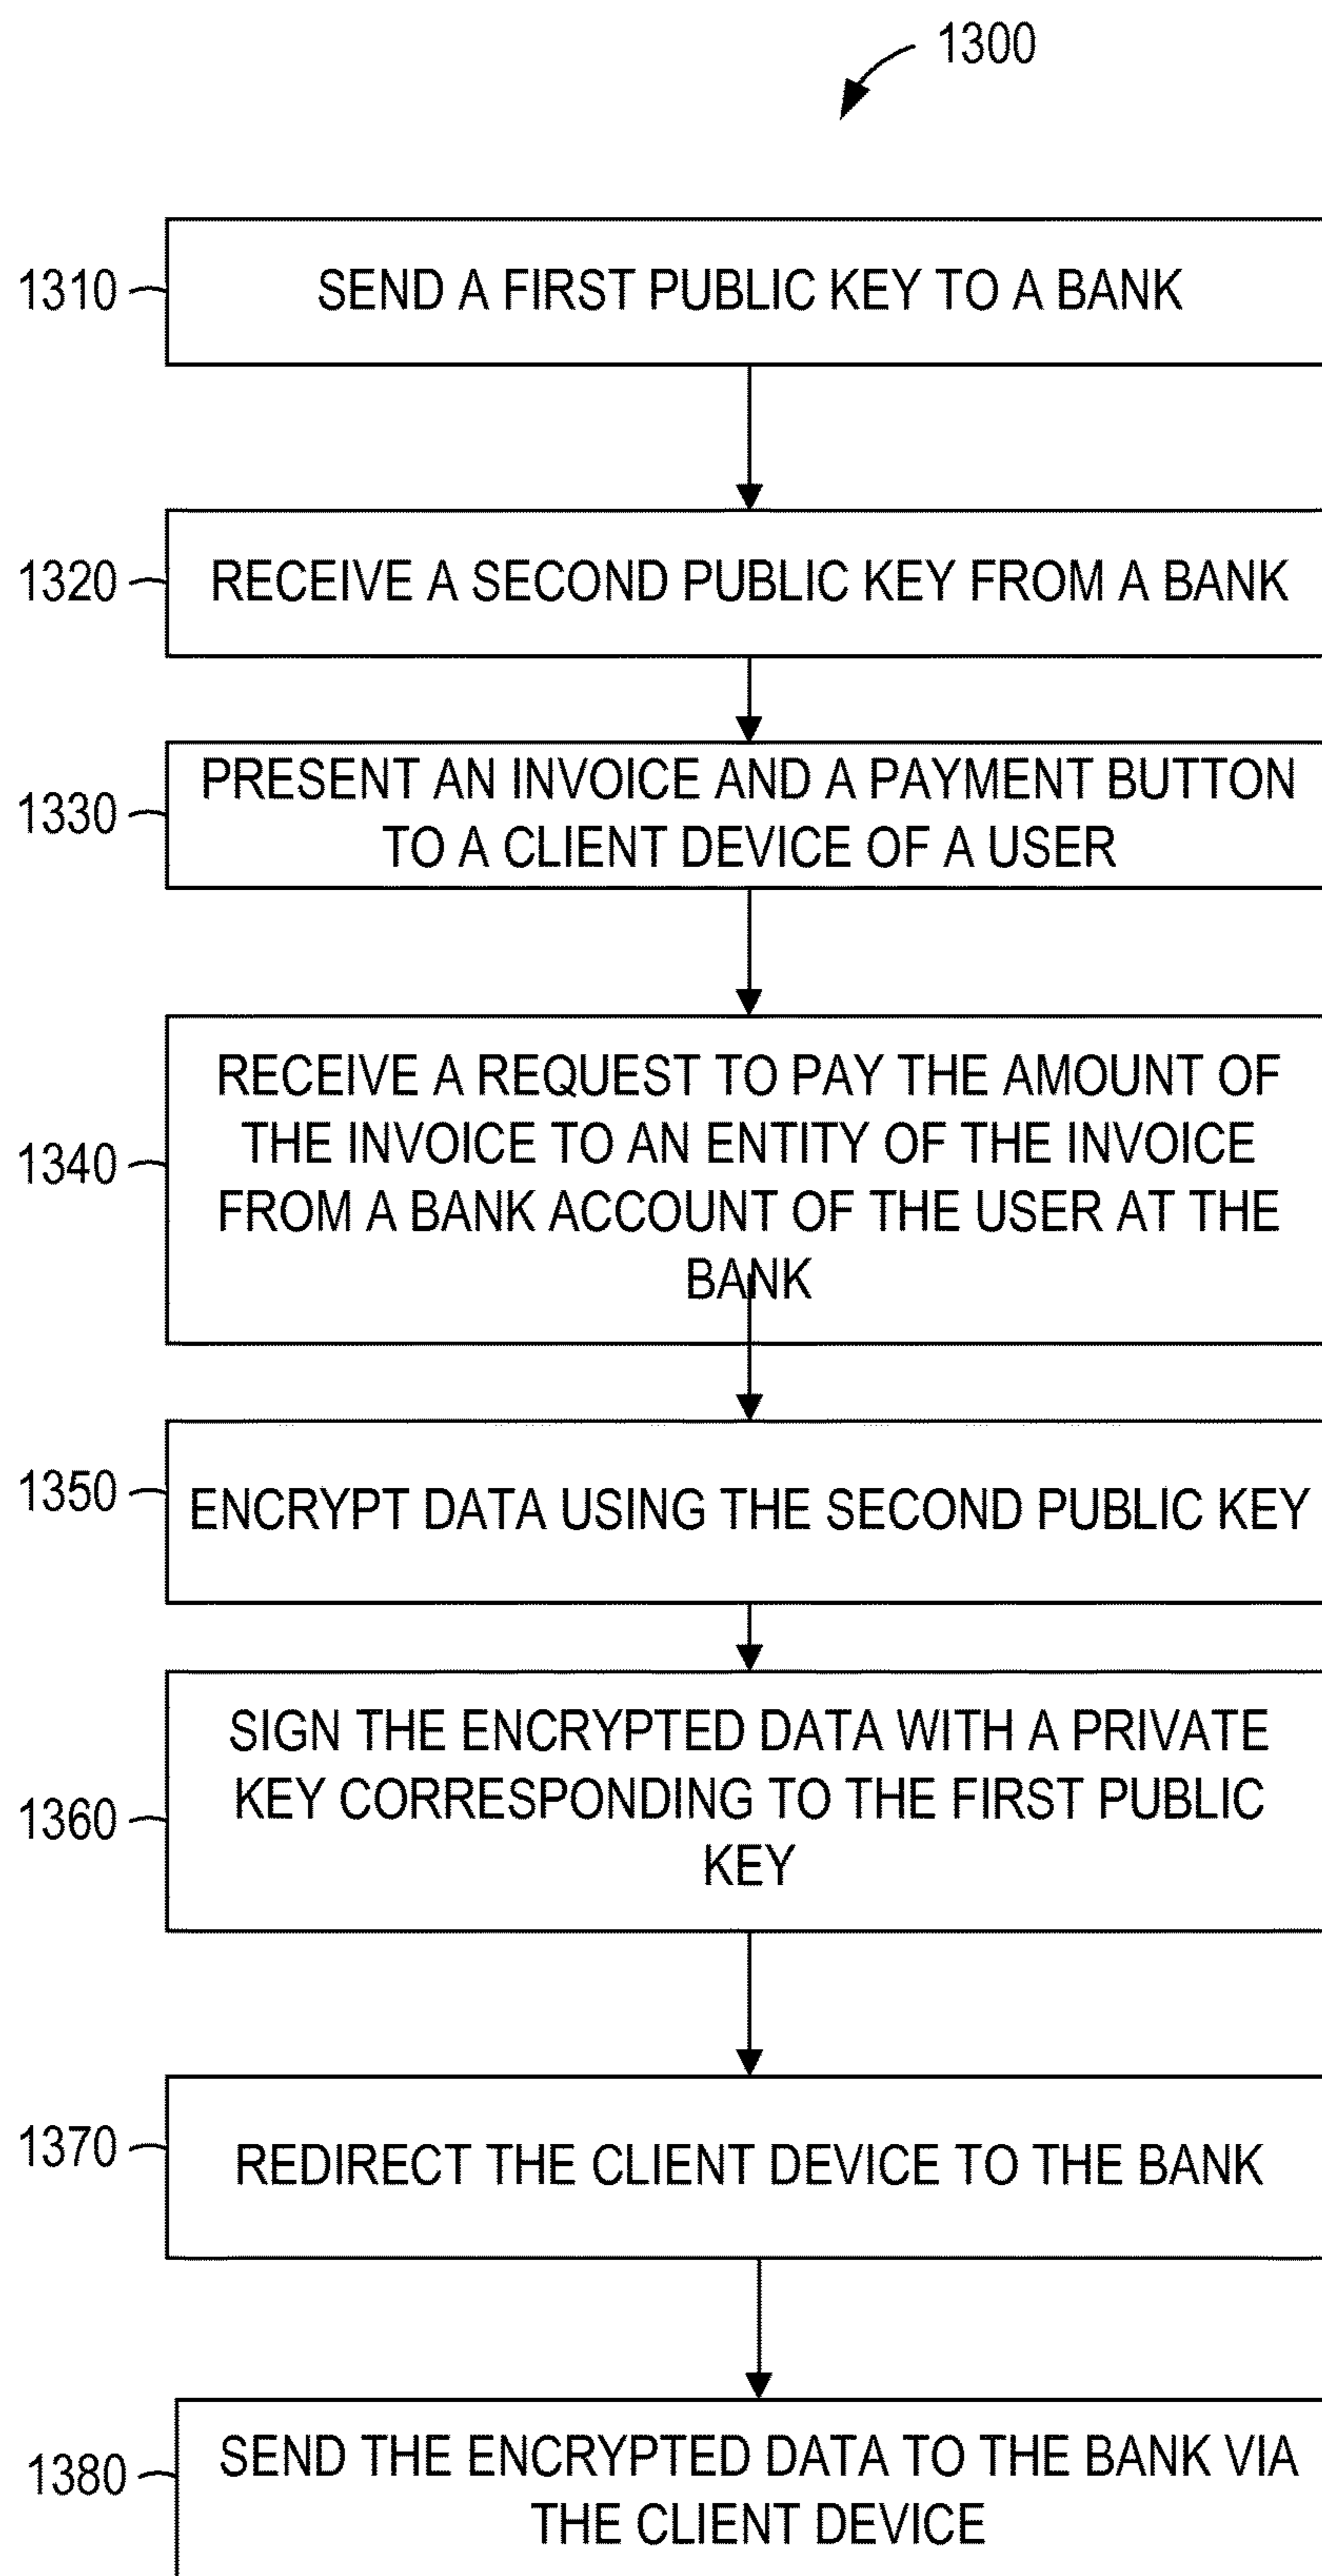 1300
1310
SEND A FIRST PUBLIC KEY TO A BANK
1320
RECEIVE A SECOND PUBLIC KEY FROM A BANK
1330
PRESENT AN INVOICE AND A PAYMENT BUTTON
TO A CLIENT DEVICE OF A USER
1340
RECEIVE A REQUEST TO PAY THE AMOUNT OF
THE INVOICE TO AN ENTITY OF THE INVOICE
FROM A BANK ACCOUNT OF THE USER AT THE
BANK
1350
ENCRYPT DATA USING THE SECOND PUBLIC KEY
1360
SIGN THE ENCRYPTED DATA WITH A PRIVATE
KEY CORRESPONDING TO THE FIRST PUBLIC
KEY
1370
REDIRECT THE CLIENT DEVICE TO THE BANK
1380
SEND THE ENCRYPTED DATA TO THE BANK VIA
THE CLIENT DEVICE